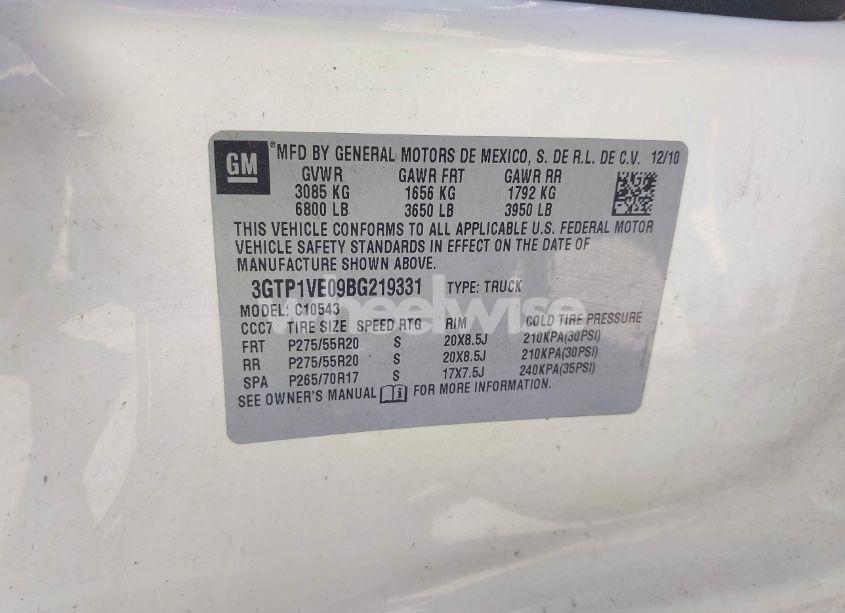 GM
®MFD BY GENERAL MOTORS DE MEXICO, S. DE R.L. DE C.V. 12/10
GVWR GAWR FRT GAWR RR
3085 KG 1656 KG 1792 KG
6800 LB 3650 LB 3950 LB
THIS VEHICLE CONFORMS TO ALL APPLICABLE U.S. FEDERAL MOTOR
VEHICLE SAFETY STANDARDS IN EFFECT ON THE DATE OF
MANUFACTURE SHOWN ABOVE.
3GTP1VE09BG219331 TYPE: TRUCK
MODEL: C10543
CCC7 TIRE SIZE SPEED RTG RIM COLD TIRE PRESSURE
FRT P275/55R20 S 20X8.5J 210KPA(30PSI)
RR P275/55R20 S 20X8.5J 210KPA(30PSI)
SPA P265/70R17 S 17X7.5J 240KPA(35PSI)
SEE OWNER'S MANUAL FOR MORE INFORMATION.
wheelwise